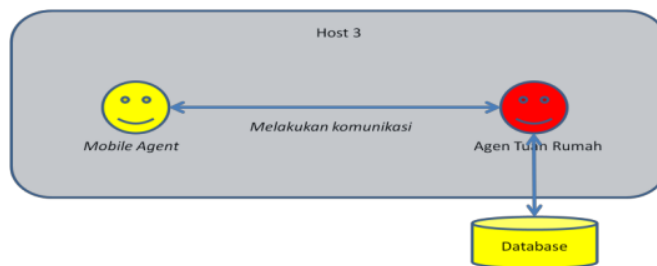 Host 3
Melakukan komunikasi
Mobile Agent
Agen Tuan Rumah
Database